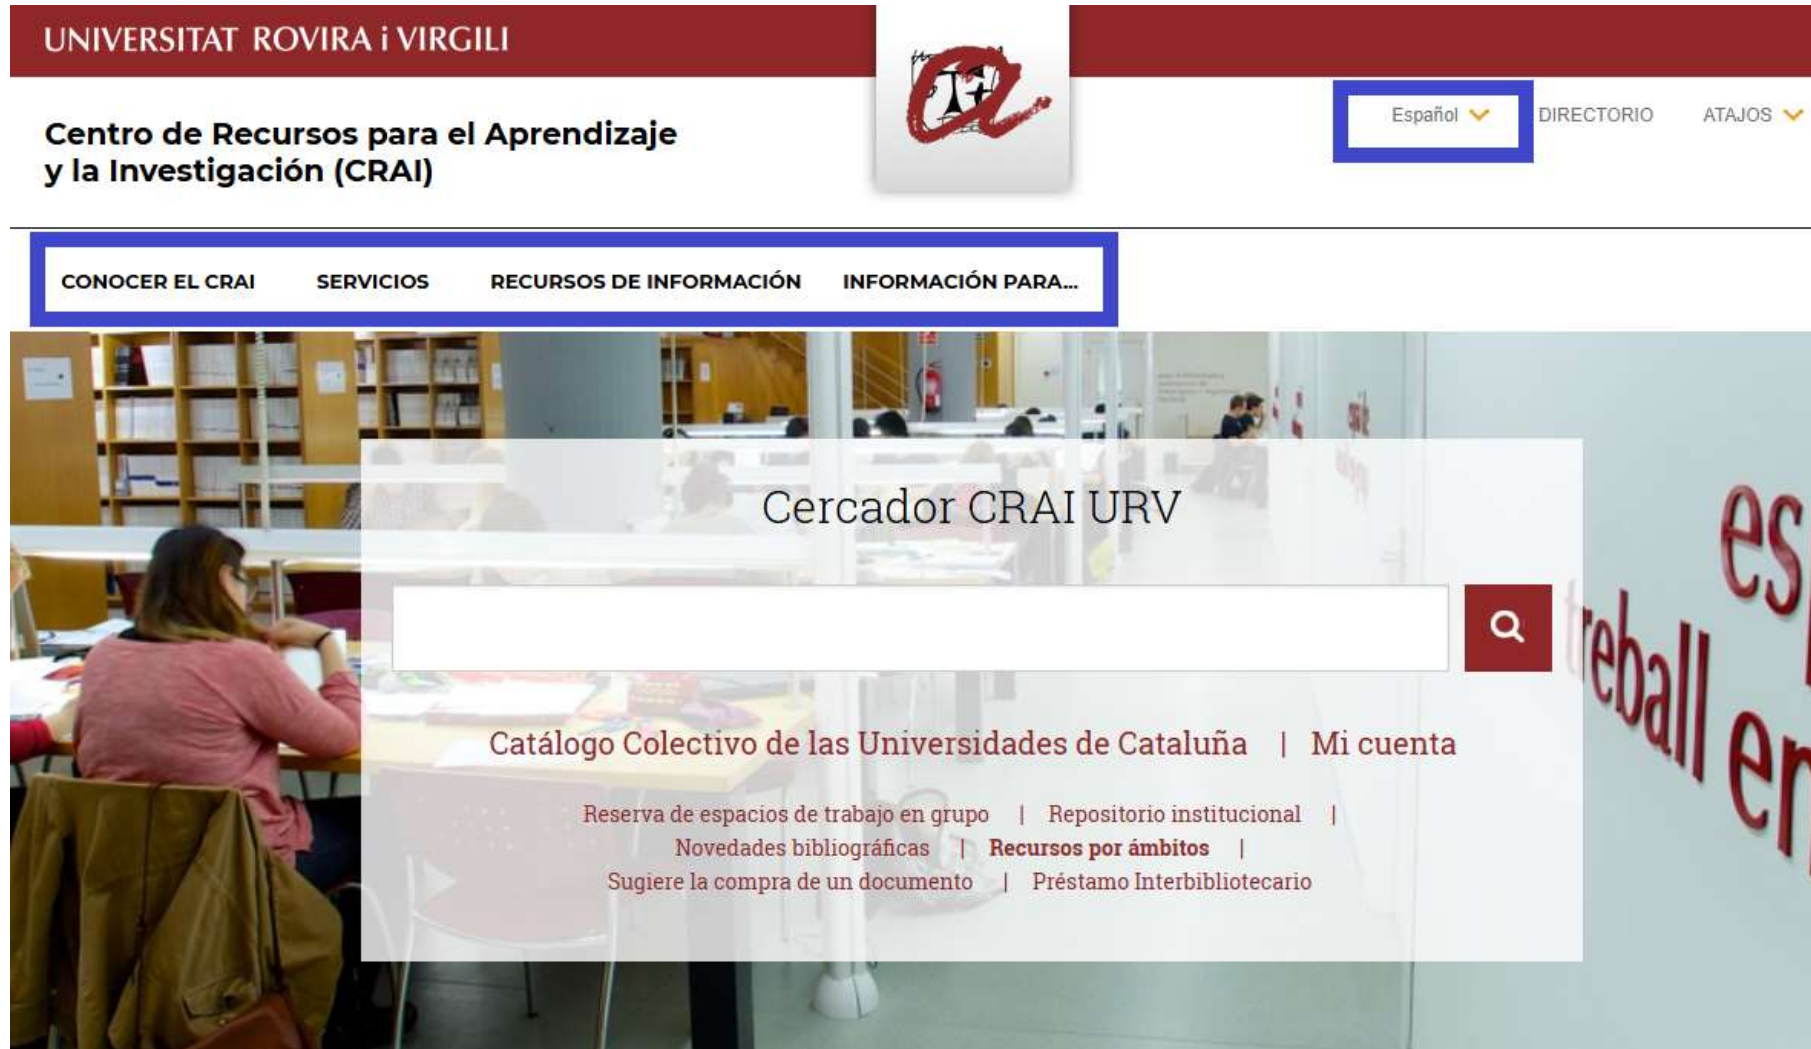 UNIVERSITAT ROVIRA i VIRGILI
Centro de Recursos para el Aprendizaje
y la Investigación (CRAI)
Español
DIRECTORIO
ATAJOS
CONOCER EL CRAI
SERVICIOS
RECURSOS DE INFORMACIÓN
INFORMACIÓN PARA...
Cercador CRAI URV
Catálogo Colectivo de las Universidades de Cataluña | Mi cuenta
Reserva de espacios de trabajo en grupo | Repositorio institucional |
Novedades bibliográficas | Recursos por ámbitos |
Sugiere la compra de un documento | Préstamo Interbibliotecario
es
treball en